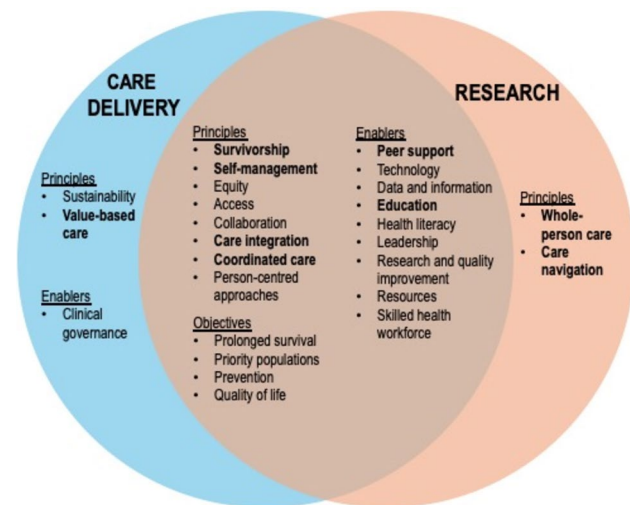 CARE
DELIVERY
Principles
• Sustainability
• Value-based
care
Enablers
• Clinical
governance
Principles
• Survivorship
• Self-management
• Equity
• Access
• Collaboration
• Care integration
• Coordinated care
• Person-centred
approaches
Objectives
• Prolonged survival
• Priority populations
• Prevention
• Quality of life
Enablers
• Peer support
• Technology
• Data and information
• Education
• Health literacy
• Leadership
• Research and quality
improvement
• Resources
• Skilled health
workforce
RESEARCH
Principles
• Whole-
person care
• Care
navigation